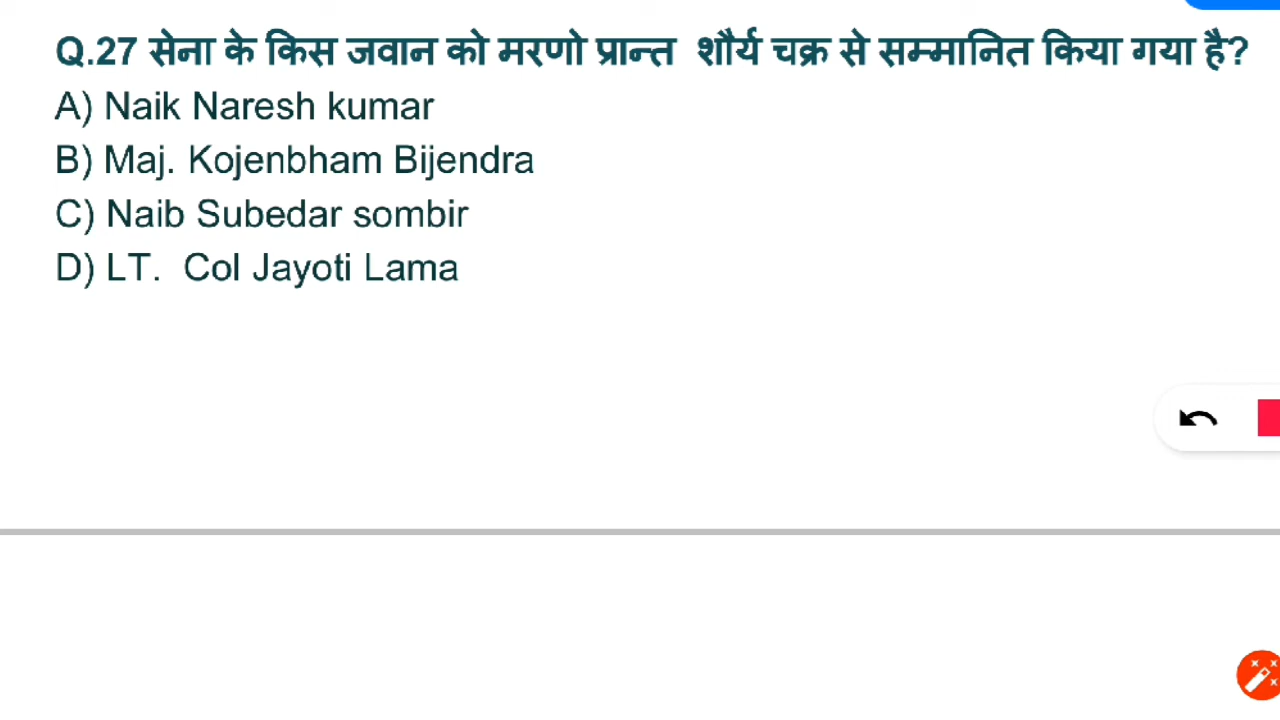 Q.27 सेना के किस जवान को मरणो प्रान्त शौर्य चक्र से सम्मानित किया गया है?
A) Naik Naresh kumar
B) Maj. Kojenbham Bijendra
C) Naib Subedar sombir
D) LT. Col Jayoti Lama